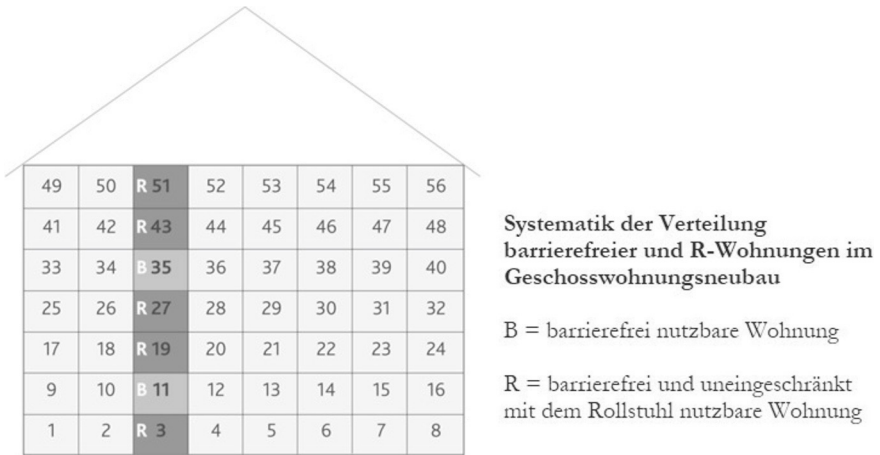 49 50 R 51 52 53 54 55 56
41 42 R 43 44 45 46 47 48
33 34 B 35 36 37 38 39 40
25 26 R 27 28 29 30 31 32
17 18 R 19 20 21 22 23 24
9 10 B 11 12 13 14 15 16
1 2 R 3 4 5 6 7 8
Systematik der Verteilung
barrierefreier und R-Wohnungen im
Geschosswohnungsneubau
B = barrierefrei nutzbare Wohnung
R = barrierefrei und uneingeschränkt
mit dem Rollstuhl nutzbare Wohnung